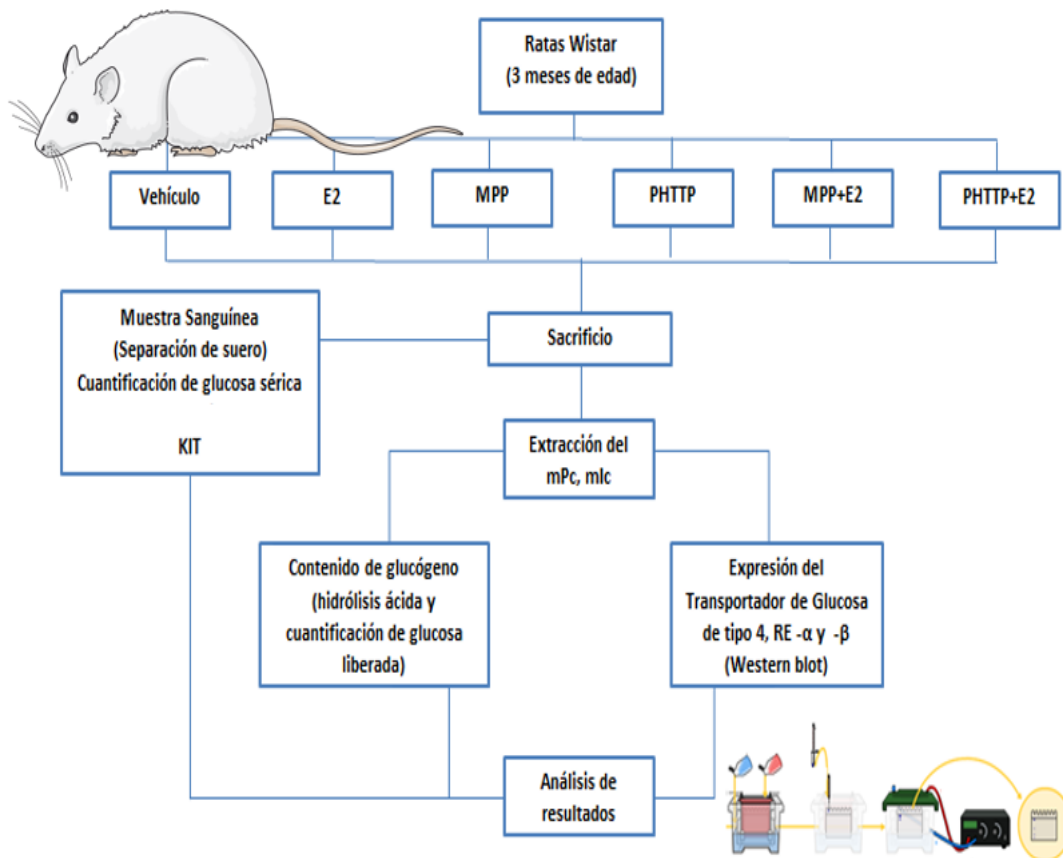 Ratas Wistar
(3 meses de edad)
Vehículo
E2
MPP
PHTTP
MPP+E2
PHTTP+E2
Muestra Sanguínea
(Separación de suero)
Cuantificación de glucosa sérica
KIT
Sacrificio
Extracción del
mPc, mIc
Contenido de glucógeno
(hidrólisis ácida y
cuantificación de glucosa
liberada)
Expresión del
Transportador de Glucosa
de tipo 4, RE -α y -β
(Western blot)
Análisis de
resultados